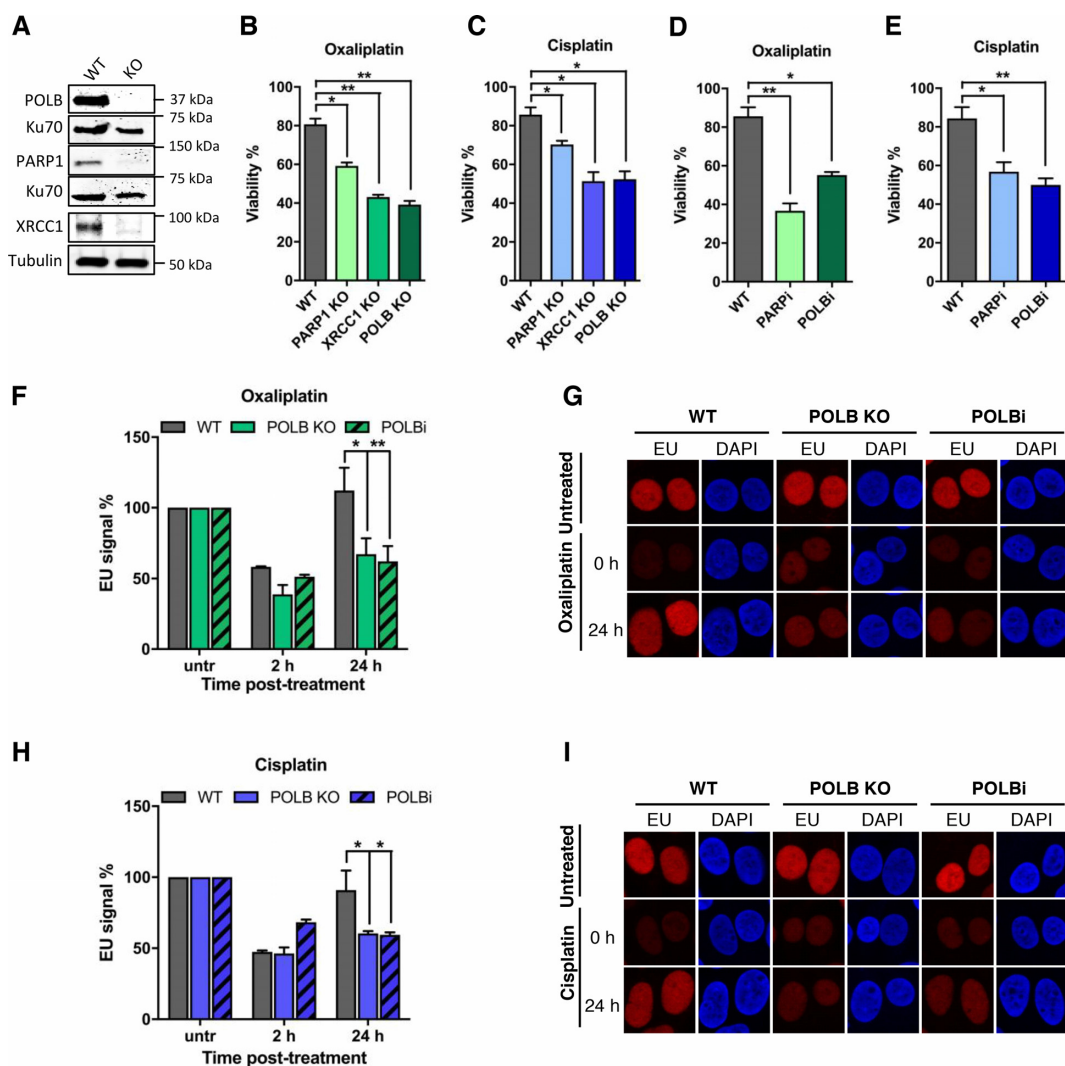 A
WT KO
POLB
37 kDa
75 kDa
Ku70
150 kDa
PARP1
75 kDa
Ku70
100 kDa
XRCC1
Tubulin
50 kDa
B
Oxaliplatin
**
**
*
Viability %
100
80
60
40
20
0
WT
PARP1 KO
XRCC1 KO
POLB KO
C
Cisplatin
*
*
*
Viability %
100
80
60
40
20
0
WT
PARP1 KO
XRCC1 KO
POLB KO
D
Oxaliplatin
*
**
Viability %
100
80
60
40
20
0
WT
PARPi
POLBi
E
Cisplatin
**
*
Viability %
100
80
60
40
20
0
WT
PARPi
POLBi
F
Oxaliplatin
WT POLB KO POLBi
* **
EU signal %
150
100
50
0
untr 2 h 24 h
Time post-treatment
G
WT POLB KO POLBi
EU DAPI EU DAPI EU DAPI
Untreated
Oxaliplatin
0 h
24 h
H
Cisplatin
WT POLB KO POLBi
* *
EU signal %
150
100
50
0
untr 2 h 24 h
Time post-treatment
I
WT POLB KO POLBi
EU DAPI EU DAPI EU DAPI
Untreated
Cisplatin
0 h
24 h